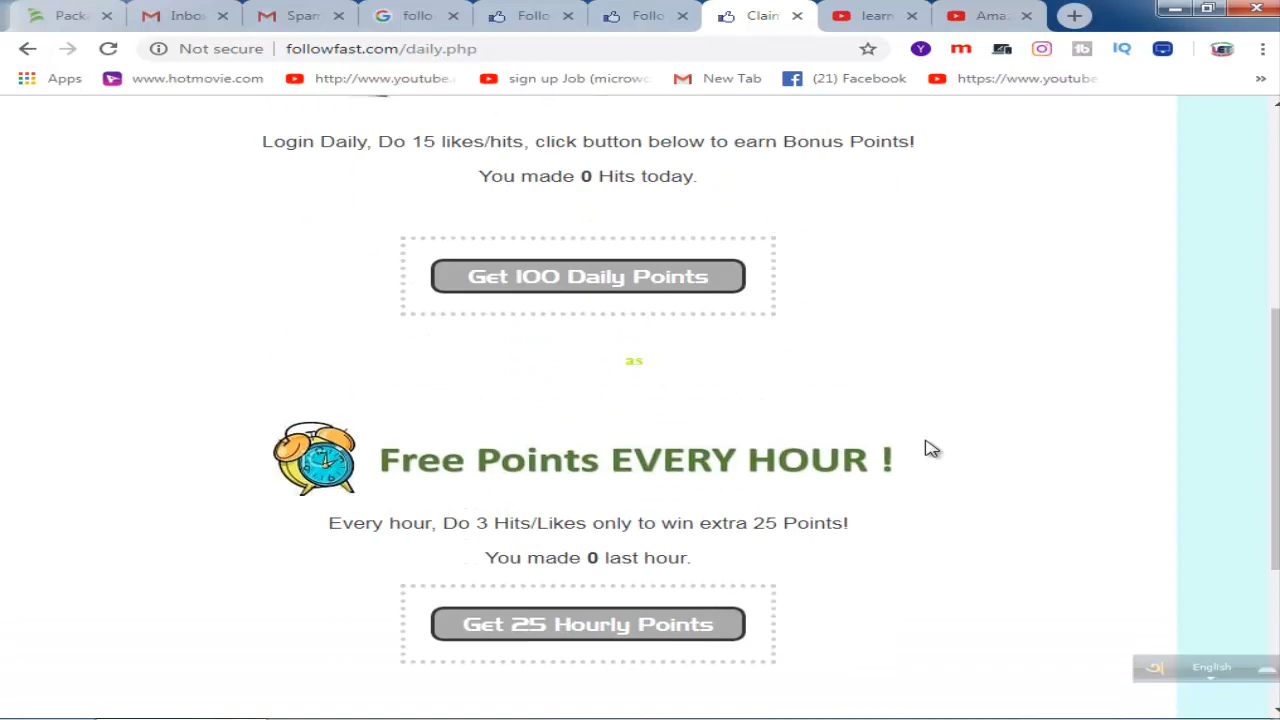 Packa
Inbo
Spam
follo
Follo
Follo
Claim
learn
Ama
Not secure
followfast.com/daily.php
Apps
www.hotmovie.com
http://www.youtube.
sign up Job (microwo
New Tab
(21) Facebook
https://www.youtube
»
Login Daily, Do 15 likes/hits, click button below to earn Bonus Points!
You made 0 Hits today.
Get 100 Daily Points
as
Free Points EVERY HOUR !
Every hour, Do 3 Hits/Likes only to win extra 25 Points!
You made 0 last hour.
Get 25 Hourly Points
English